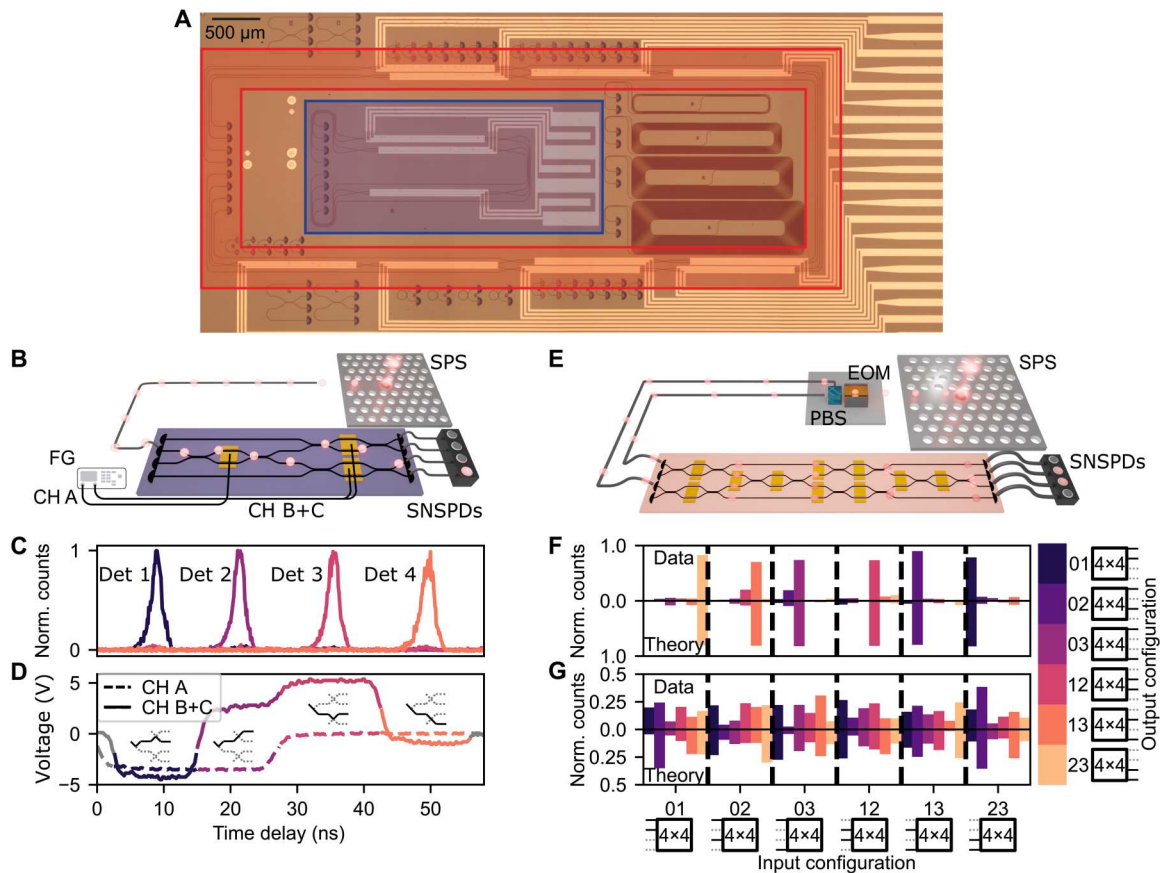 A
500 µm
B
SPS
FG
CH A
CH B+C
SNSPDs
E
EOM
SPS
PBS
SNSPDs
C
Norm. counts
1
0
Det 1
Det 2
Det 3
Det 4
D
Voltage (V)
5
0
−5
CH A
CH B+C
0
10
20
30
40
50
Time delay (ns)
F
Norm. counts
1.0
0.0
1.0
Data
Theory
G
Norm. counts
0.5
0.25
0.0
0.25
0.5
Data
Theory
01
02
03
12
13
23
4×4
4×4
4×4
4×4
4×4
4×4
Input configuration
01 4×4
02 4×4
03 4×4
12 4×4
13 4×4
23 4×4
Output configuration